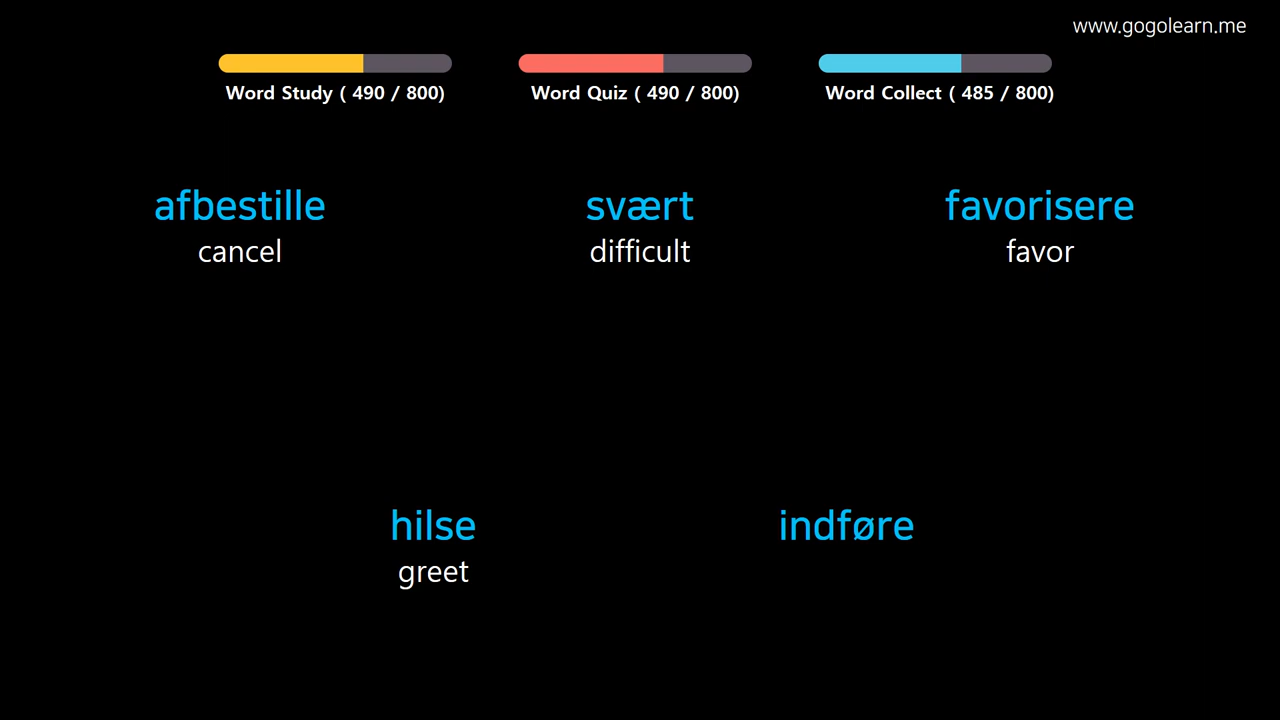 www.gogolearn.me
Word Study ( 490 / 800)
Word Quiz ( 490 / 800)
Word Collect ( 485 / 800)
afbestille
cancel
svært
difficult
favorisere
favor
hilse
greet
indføre